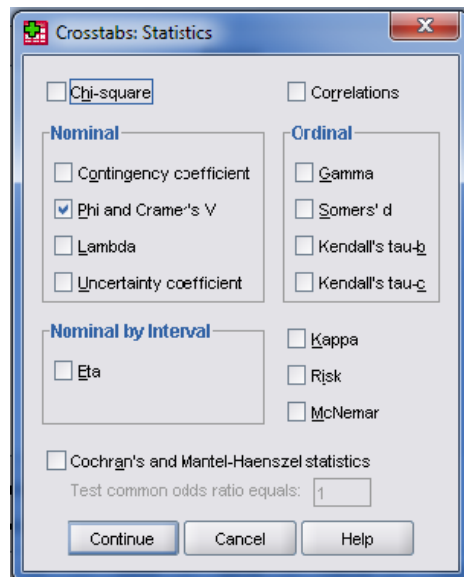 Crosstabs: Statistics
Chi-square
Correlations
Nominal
Contingency coefficient
Phi and Cramer's V
Lambda
Uncertainty coefficient
Ordinal
Gamma
Somers' d
Kendall's tau-b
Kendall's tau-c
Nominal by Interval
Eta
Kappa
Risk
McNemar
Cochran's and Mantel-Haenszel statistics
Test common odds ratio equals: 1
Continue Cancel Help